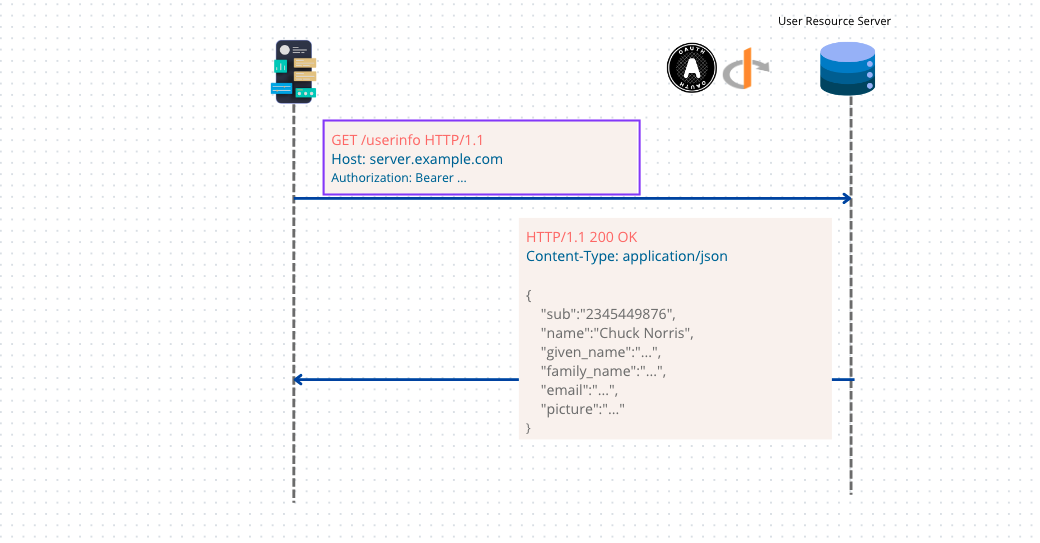 User Resource Server
OAUTH
A
OAUTH
GET /userinfo HTTP/1.1
Host: server.example.com
Authorization: Bearer ...
HTTP/1.1 200 OK
Content-Type: application/json
{
"sub":"2345449876",
"name":"Chuck Norris",
"given_name":"...",
"family_name":"...",
"email":"...",
"picture":"..."
}